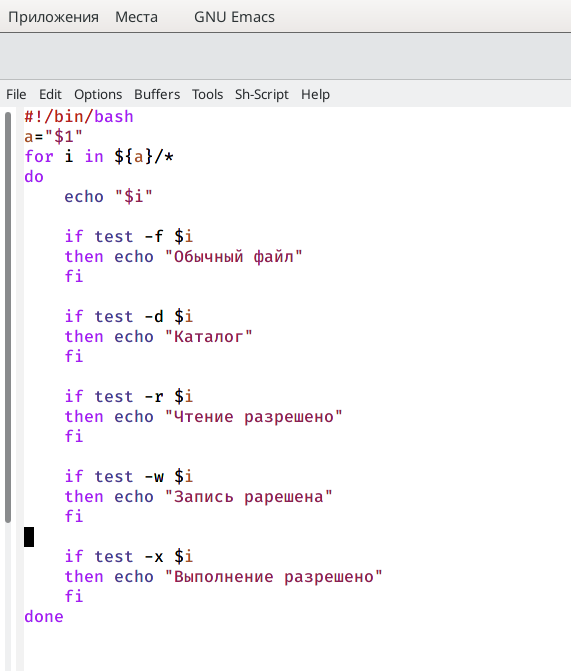 Приложения Места GNU Emacs
File Edit Options Buffers Tools Sh-Script Help
#!/bin/bash
a="$1"
for i in ${a}/*
do
    echo "$i"

    if test -f $i
    then echo "Обычный файл"
    fi

    if test -d $i
    then echo "Каталог"
    fi

    if test -r $i
    then echo "Чтение разрешено"
    fi

    if test -w $i
    then echo "Запись рарешена"
    fi

    if test -x $i
    then echo "Выполнение разрешено"
    fi
done